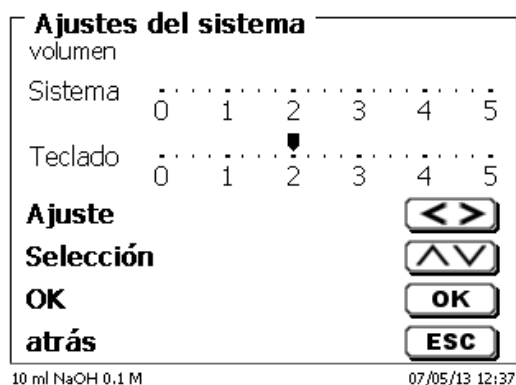 Ajustes del sistema
volumen
Sistema
0 1 2 3 4 5
Teclado
0 1 2 3 4 5
Ajuste < >
Selección
OK OK
atrás ESC
10 ml NaOH 0.1 M 07/05/13 12:37